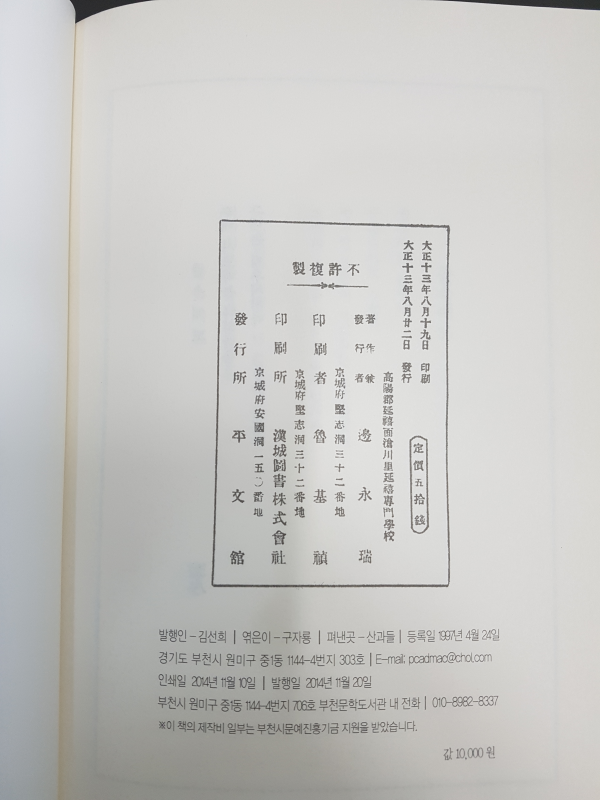 大正十三年八月十九日 印刷
大正十三年八月廿二日 發行
定價五拾錢
不許複製
高陽郡延禧面滄川里延禧專門學校
著作兼
發行者 邊永瑞
京城府堅志洞三十二番地
印刷者 魯基禎
京城府堅志洞三十二番地
印刷所 漢城圖書株式會社
京城府安國洞一五〇番地
發行所 平文館
발행인 – 김선희 | 엮은이 – 구자룡 | 펴낸곳 – 산과들 | 등록일 1997년 4월 24일
경기도 부천시 원미구 중1동 1144-4번지 303호 | E-mail: pcadmac@chol.com
인쇄일 2014년 11월 10일 | 발행일 2014년 11월 20일
부천시 원미구 중1동 1144-4번지 706호 부천문학도서관 내 전화 | 010-8982-8337
※이 책의 제작비 일부는 부천시문예진흥기금 지원을 받았습니다.
값 10,000 원